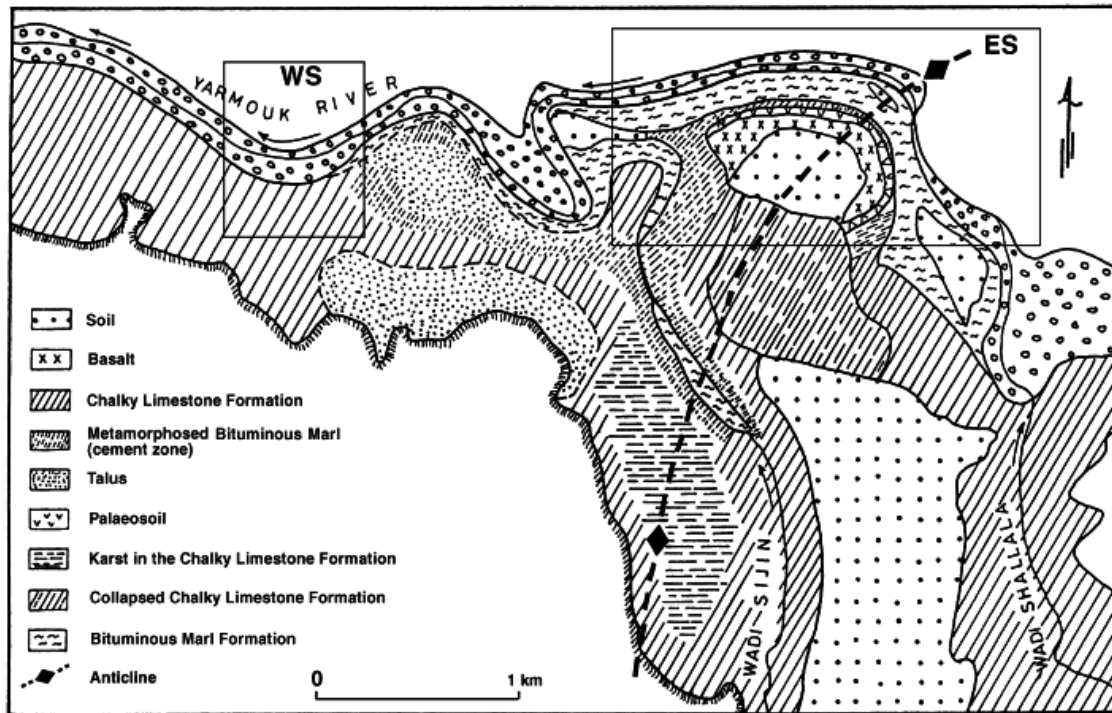 WS
ES
YARMOUK RIVER
Soil
Basalt
Chalky Limestone Formation
Metamorphosed Bituminous Marl
(cement zone)
Talus
Palaeosoil
Karst in the Chalky Limestone Formation
Collapsed Chalky Limestone Formation
Bituminous Marl Formation
Anticline
0 1 km
WADI SIJIN
WADI SHALLALA